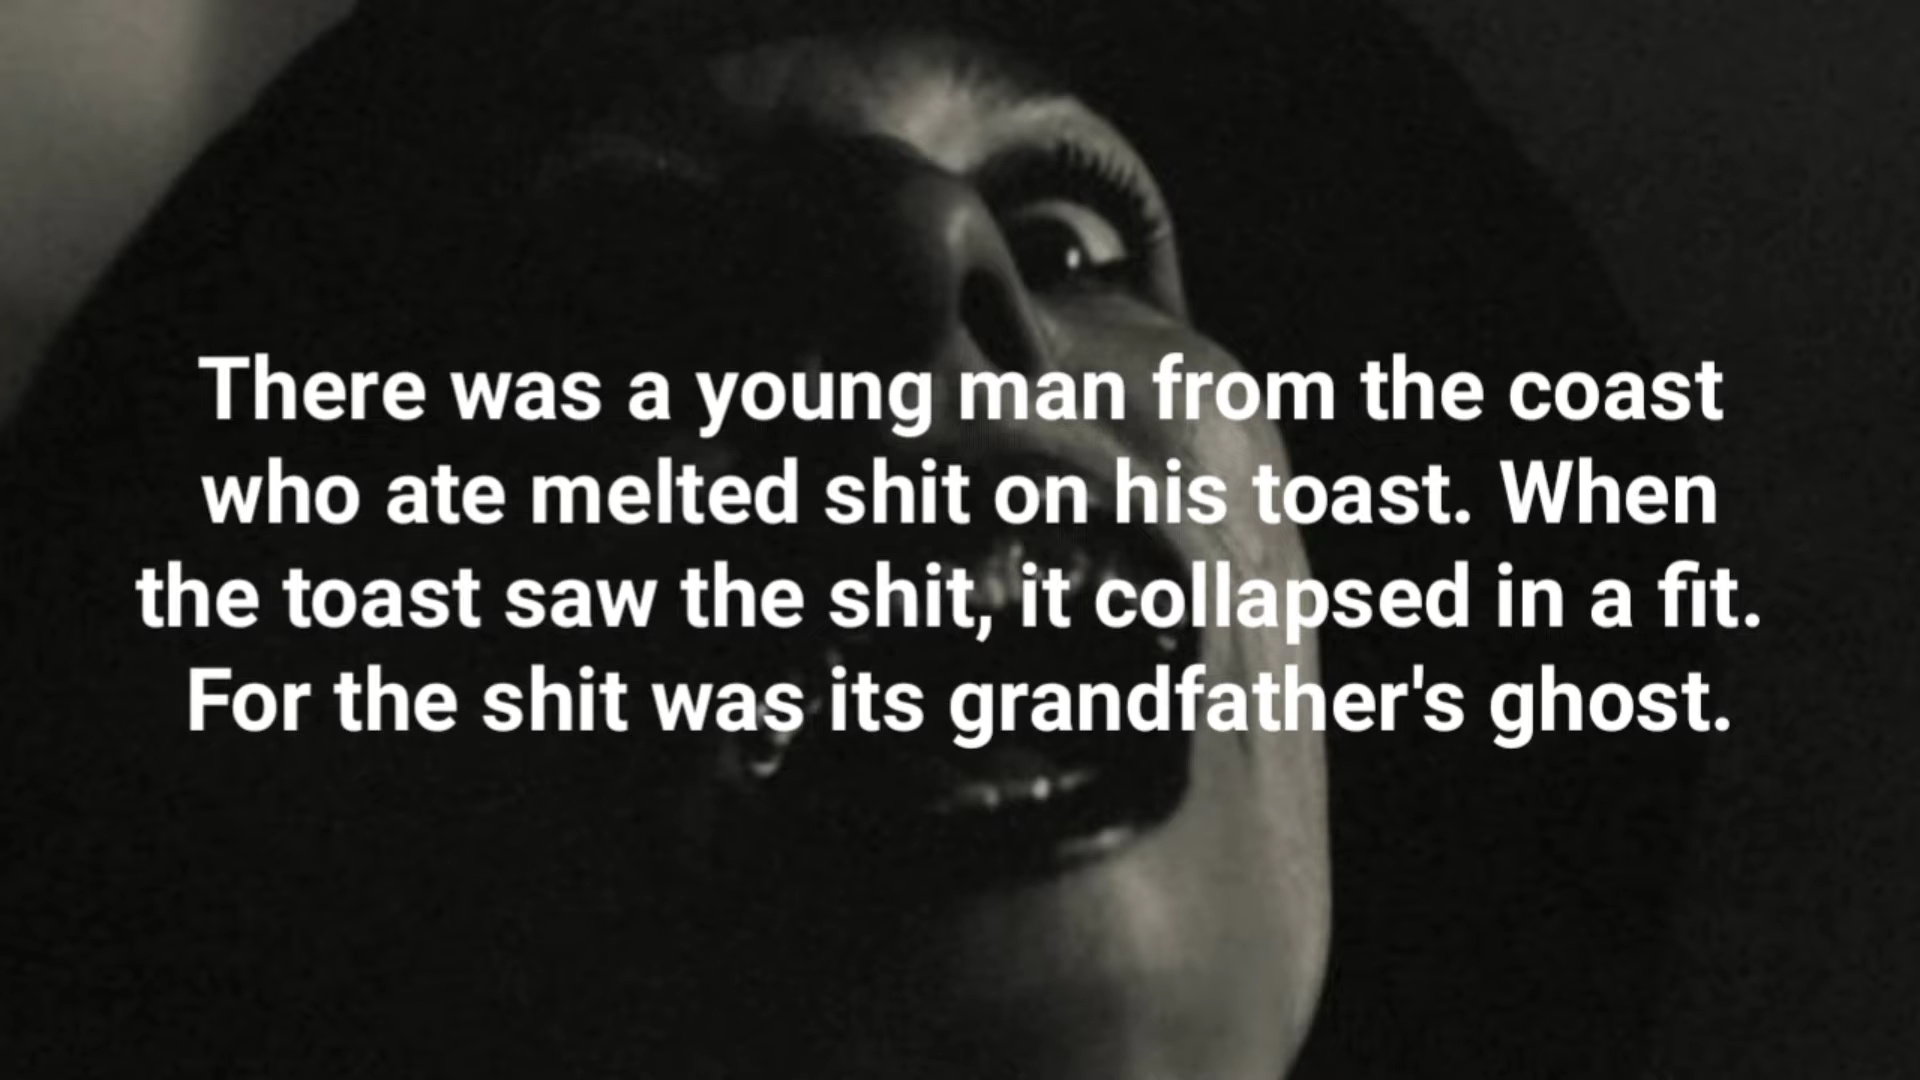 There was a young man from the coast
who ate melted shit on his toast. When
the toast saw the shit, it collapsed in a fit.
For the shit was its grandfather's ghost.